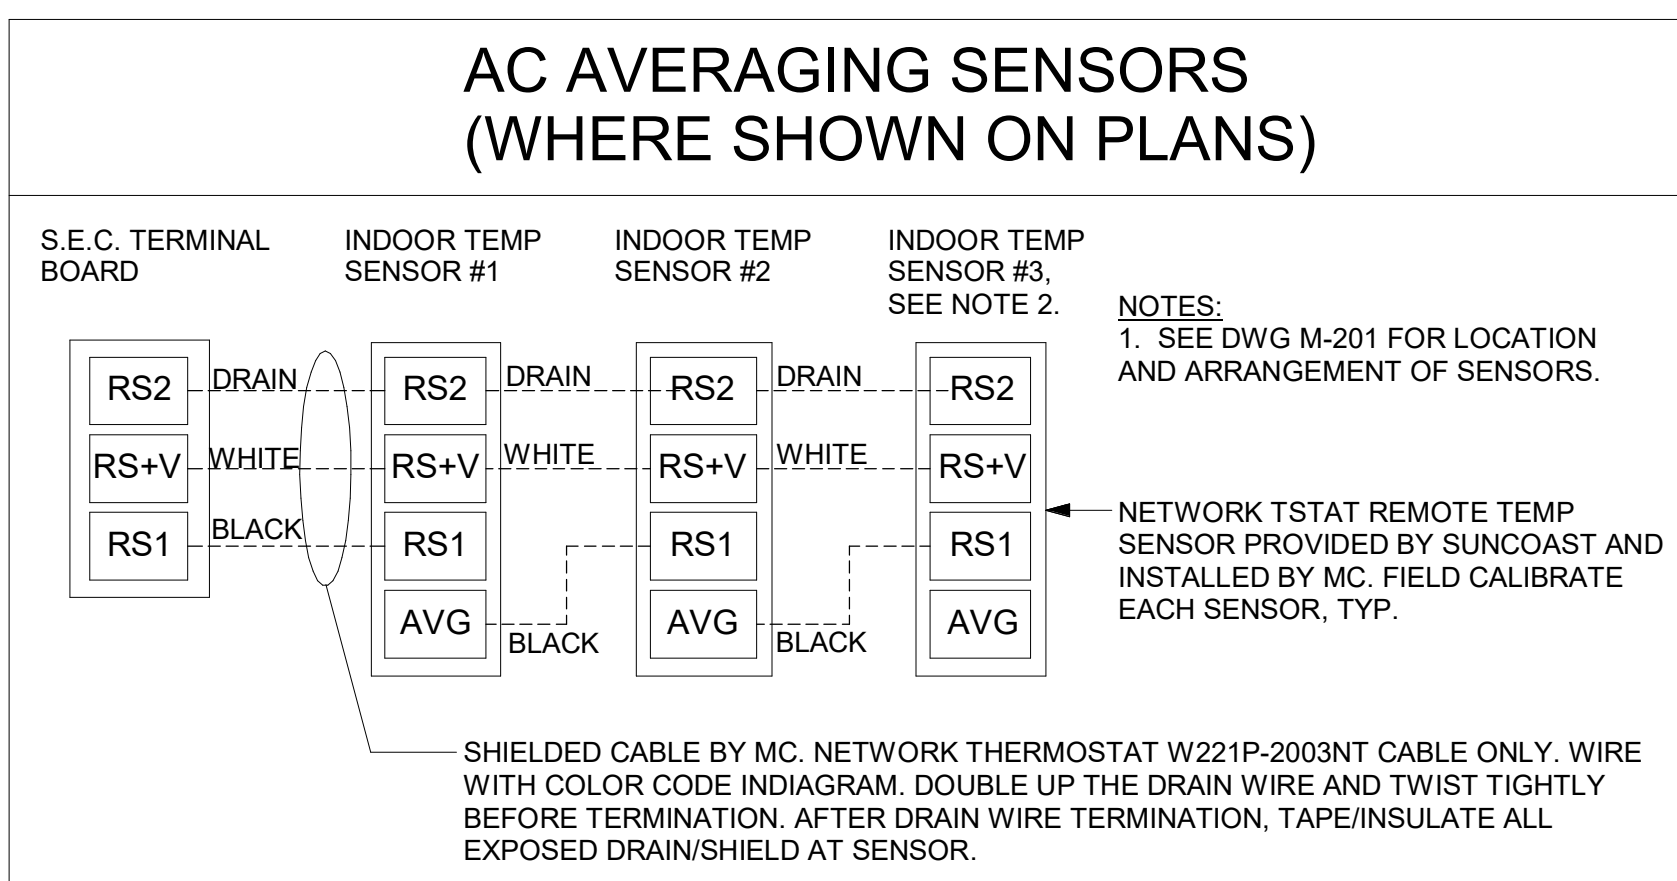 AC AVERAGING SENSORS
(WHERE SHOWN ON PLANS)
S.E.C. TERMINAL
BOARD
INDOOR TEMP
SENSOR #1
INDOOR TEMP
SENSOR #2
INDOOR TEMP
SENSOR #3,
SEE NOTE 2.
NOTES:
1. SEE DWG M-201 FOR LOCATION
AND ARRANGEMENT OF SENSORS.
RS2
DRAIN
RS2
DRAIN
RS2
DRAIN
RS2
RS+V
WHITE
RS+V
WHITE
RS+V
WHITE
RS+V
RS1
BLACK
RS1
RS1
RS1
AVG
BLACK
AVG
BLACK
AVG
NETWORK TSTAT REMOTE TEMP
SENSOR PROVIDED BY SUNCOAST AND
INSTALLED BY MC. FIELD CALIBRATE
EACH SENSOR, TYP.
SHIELDED CABLE BY MC. NETWORK THERMOSTAT W221P-2003NT CABLE ONLY. WIRE
WITH COLOR CODE INDIAGRAM. DOUBLE UP THE DRAIN WIRE AND TWIST TIGHTLY
BEFORE TERMINATION. AFTER DRAIN WIRE TERMINATION, TAPE/INSULATE ALL
EXPOSED DRAIN/SHIELD AT SENSOR.